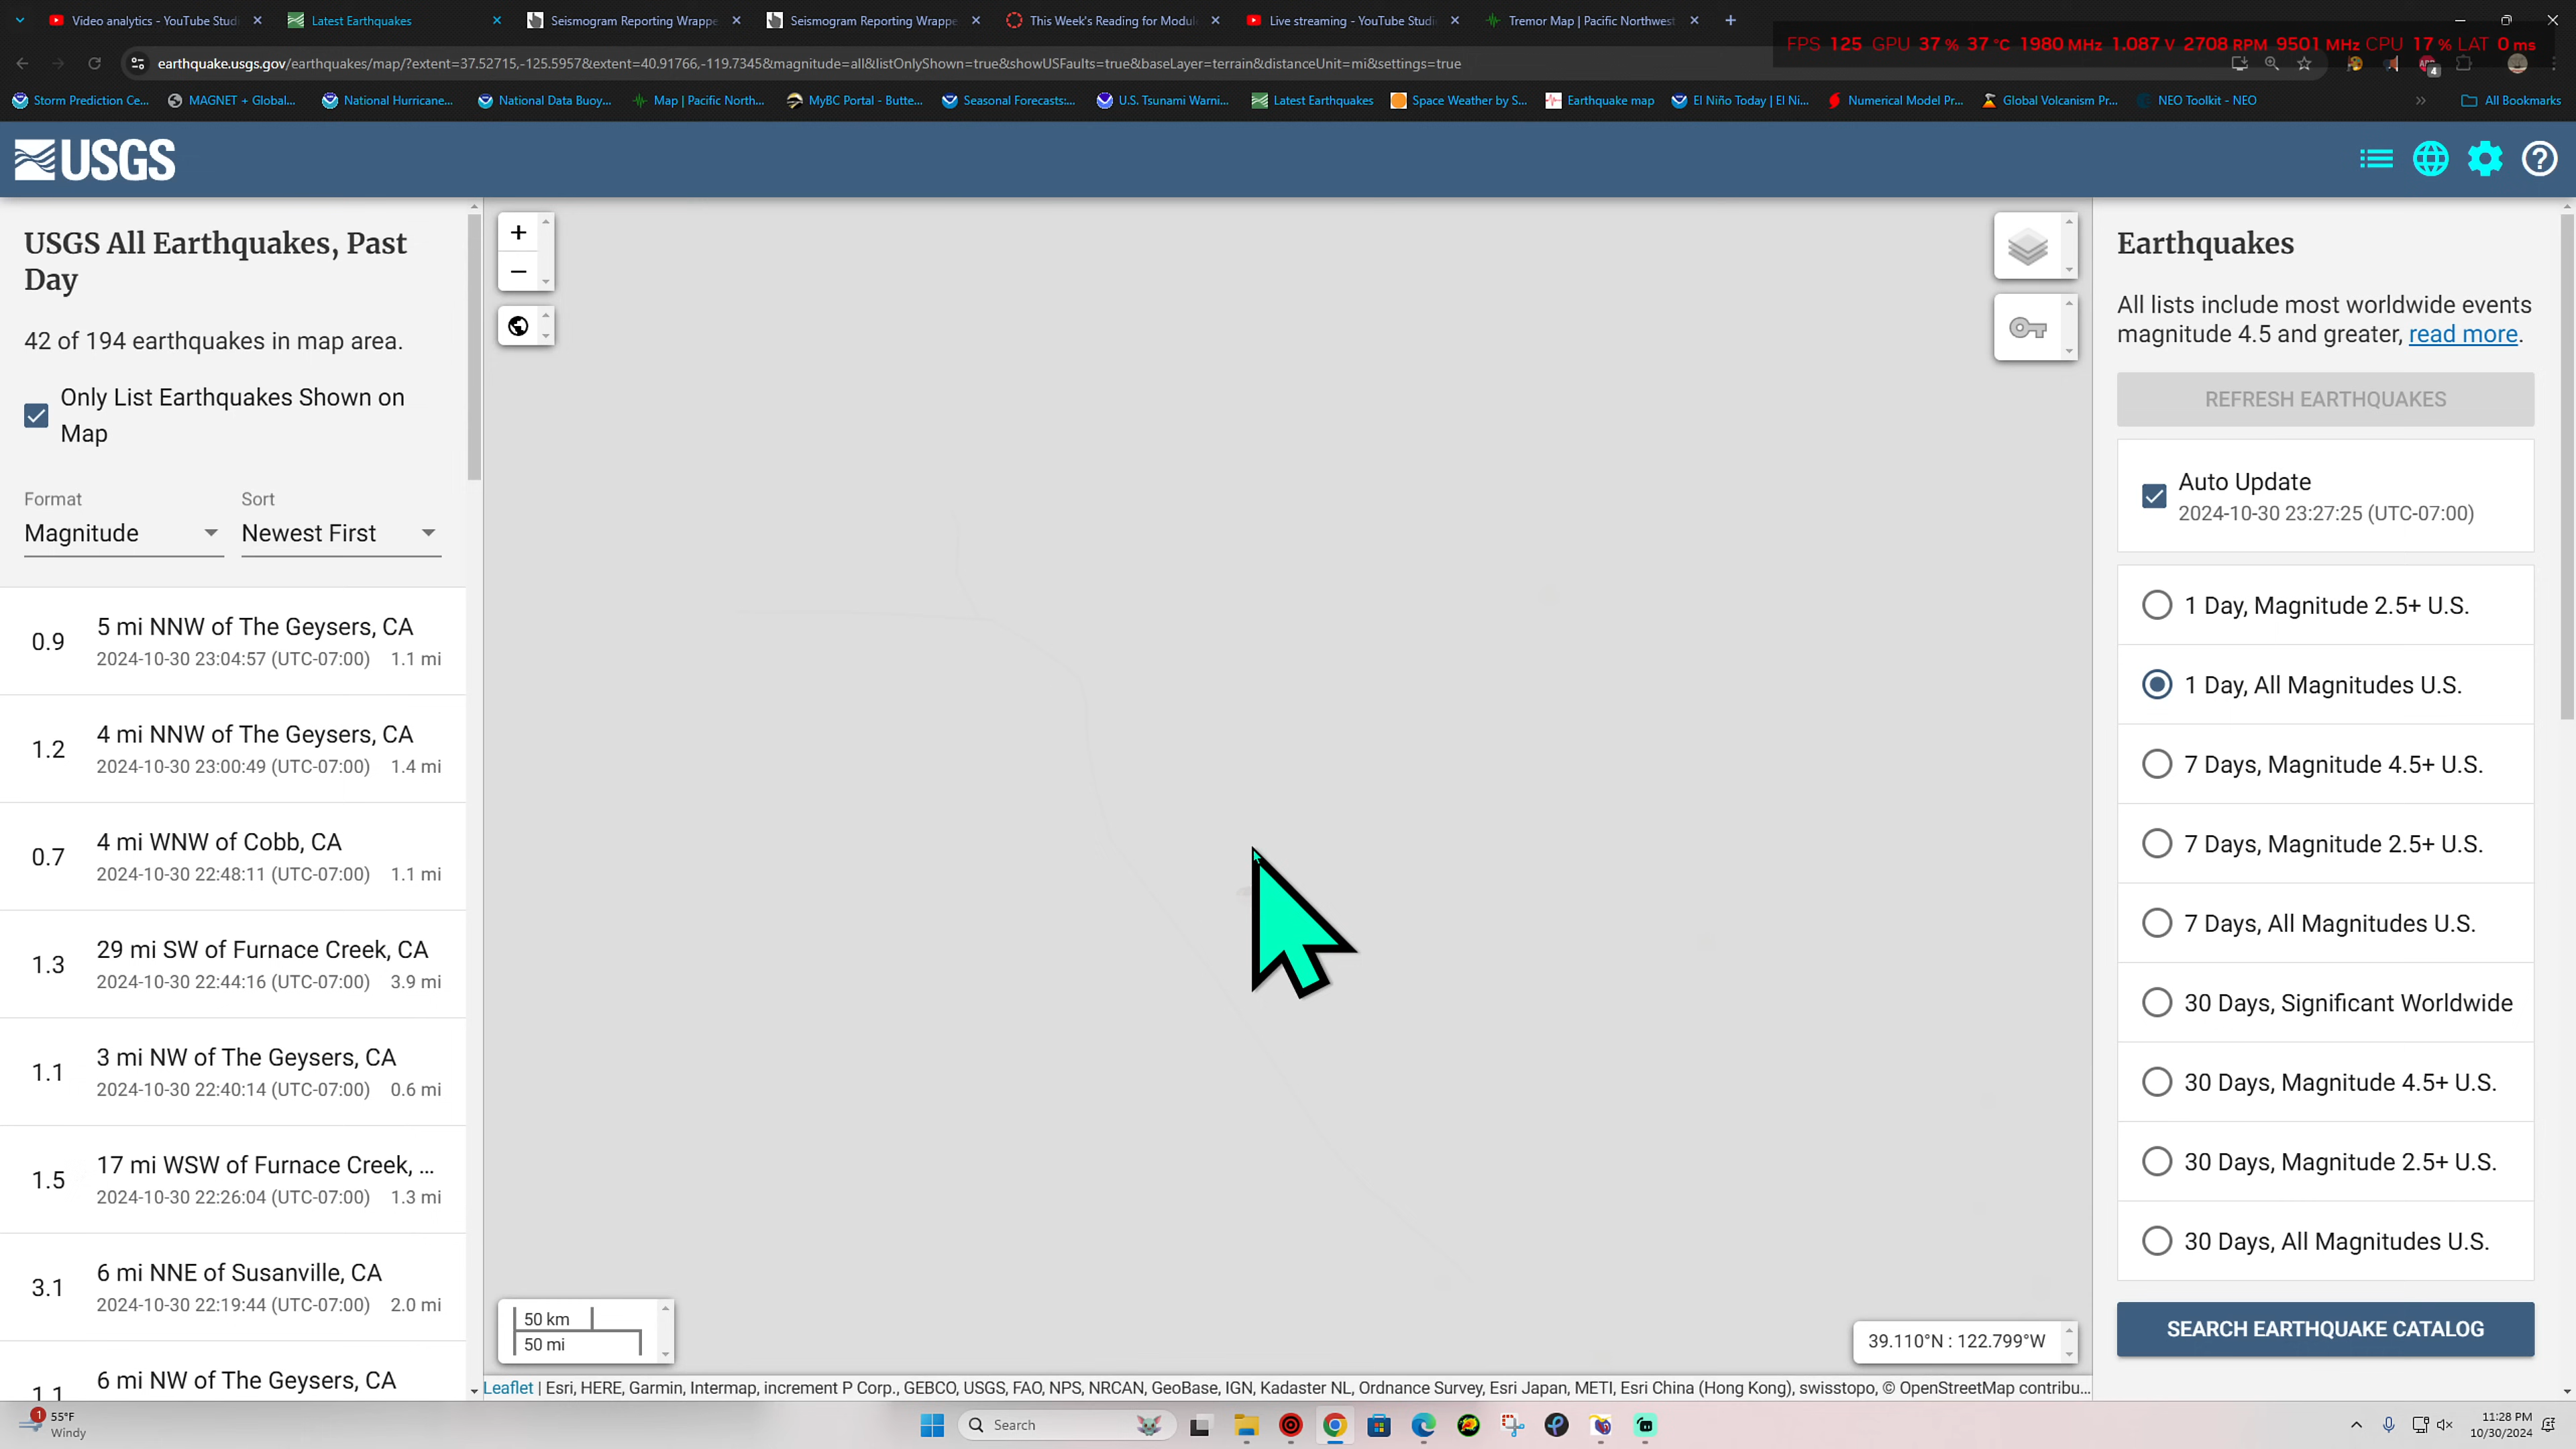 Video analytics - YouTube Studi
Latest Earthquakes
Seismogram Reporting Wrappe
Seismogram Reporting Wrappe
This Week's Reading for Modul
Live streaming - YouTube Studi
Tremor Map | Pacific Northwest
FPS 125 GPU 37 % 37 °C 1980 MHz 1.087 V 2708 RPM 9501 MHz CPU 17 % LAT 0 ms
earthquake.usgs.gov/earthquakes/map/?extent=37.52715,-125.5957&extent=40.91766,-119.7345&magnitude=all&listOnlyShown=true&showUSFaults=true&baseLayer=terrain&distanceUnit=mi&settings=true
4
Storm Prediction Ce...
MAGNET + Global...
National Hurricane...
National Data Buoy...
Map | Pacific North...
MyBC Portal - Butte...
Seasonal Forecasts:...
U.S. Tsunami Warni...
Latest Earthquakes
Space Weather by S...
Earthquake map
El Niño Today | El Ni...
Numerical Model Pr...
Global Volcanism Pr...
NEO Toolkit - NEO
All Bookmarks
USGS
USGS All Earthquakes, Past
Day
42 of 194 earthquakes in map area.
Only List Earthquakes Shown on
Map
Format
Sort
Magnitude
Newest First
0.9
5 mi NNW of The Geysers, CA
2024-10-30 23:04:57 (UTC-07:00) 1.1 mi
1.2
4 mi NNW of The Geysers, CA
2024-10-30 23:00:49 (UTC-07:00) 1.4 mi
0.7
4 mi WNW of Cobb, CA
2024-10-30 22:48:11 (UTC-07:00) 1.1 mi
1.3
29 mi SW of Furnace Creek, CA
2024-10-30 22:44:16 (UTC-07:00) 3.9 mi
1.1
3 mi NW of The Geysers, CA
2024-10-30 22:40:14 (UTC-07:00) 0.6 mi
1.5
17 mi WSW of Furnace Creek, ...
2024-10-30 22:26:04 (UTC-07:00) 1.3 mi
3.1
6 mi NNE of Susanville, CA
2024-10-30 22:19:44 (UTC-07:00) 2.0 mi
1.1
6 mi NW of The Geysers, CA
+
−
50 km
50 mi
39.110°N : 122.799°W
Leaflet | Esri, HERE, Garmin, Intermap, increment P Corp., GEBCO, USGS, FAO, NPS, NRCAN, GeoBase, IGN, Kadaster NL, Ordnance Survey, Esri Japan, METI, Esri China (Hong Kong), swisstopo, © OpenStreetMap contribu...
Earthquakes
All lists include most worldwide events
magnitude 4.5 and greater, read more.
REFRESH EARTHQUAKES
Auto Update
2024-10-30 23:27:25 (UTC-07:00)
1 Day, Magnitude 2.5+ U.S.
1 Day, All Magnitudes U.S.
7 Days, Magnitude 4.5+ U.S.
7 Days, Magnitude 2.5+ U.S.
7 Days, All Magnitudes U.S.
30 Days, Significant Worldwide
30 Days, Magnitude 4.5+ U.S.
30 Days, Magnitude 2.5+ U.S.
30 Days, All Magnitudes U.S.
SEARCH EARTHQUAKE CATALOG
1
55°F
Windy
Search
11:28 PM
10/30/2024